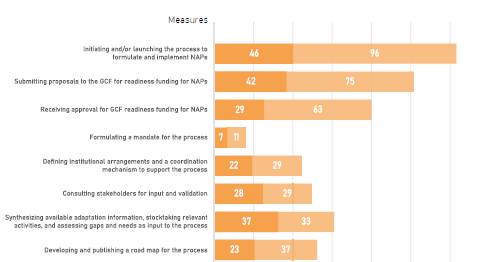 Measures
Initiating and/or launching the process to
formulate and implement NAPs
46 96
Submitting proposals to the GCF for readiness funding for NAPs
42 75
Receiving approval for GCF readiness funding for NAPs
29 63
Formulating a mandate for the process
7 11
Defining institutional arrangements and a coordination
mechanism to support the process
22 29
Consulting stakeholders for input and validation
28 29
Synthesizing available adaptation information, stocktaking relevant
activities, and assessing gaps and needs as input to the process
37 33
Developing and publishing a road map for the process
23 37